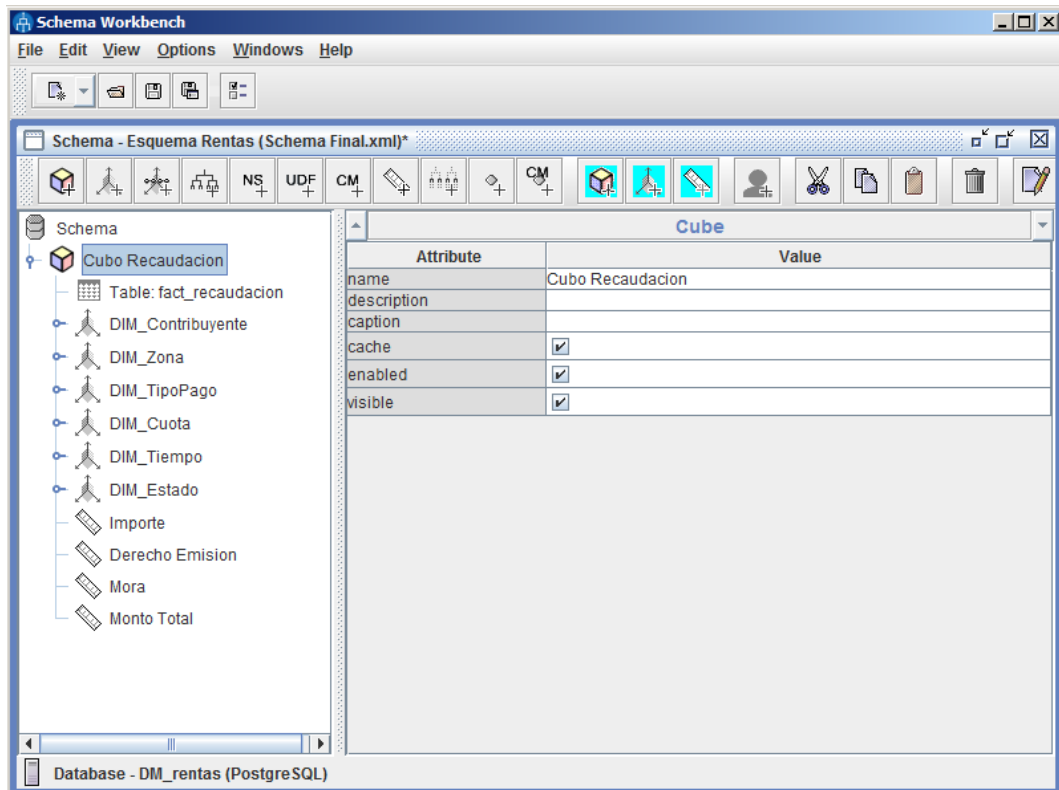 Schema Workbench
File Edit View Options Windows Help
Schema - Esquema Rentas (Schema Final.xml)*
NS UDF CM CM
Schema
Cubo Recaudacion
Table: fact_recaudacion
DIM_Contribuyente
DIM_Zona
DIM_TipoPago
DIM_Cuota
DIM_Tiempo
DIM_Estado
Importe
Derecho Emision
Mora
Monto Total
Cube
Attribute Value
name Cubo Recaudacion
description
caption
cache
enabled
visible
Database - DM_rentas (PostgreSQL)